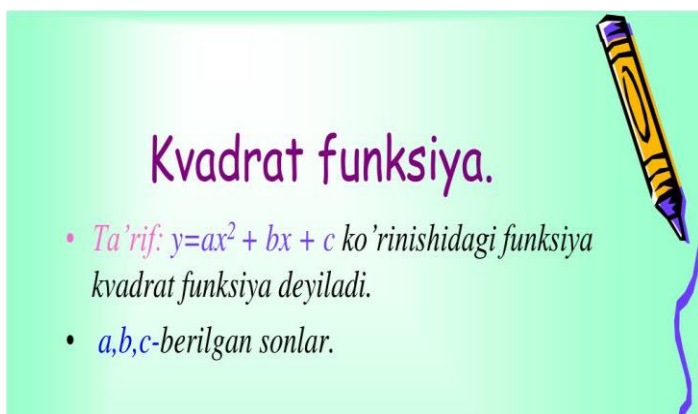 Kvadrat funksiya.
• Ta’rif: y=ax² + bx + c ko’rinishidagi funksiya
kvadrat funksiya deyiladi.
• a,b,c-berilgan sonlar.